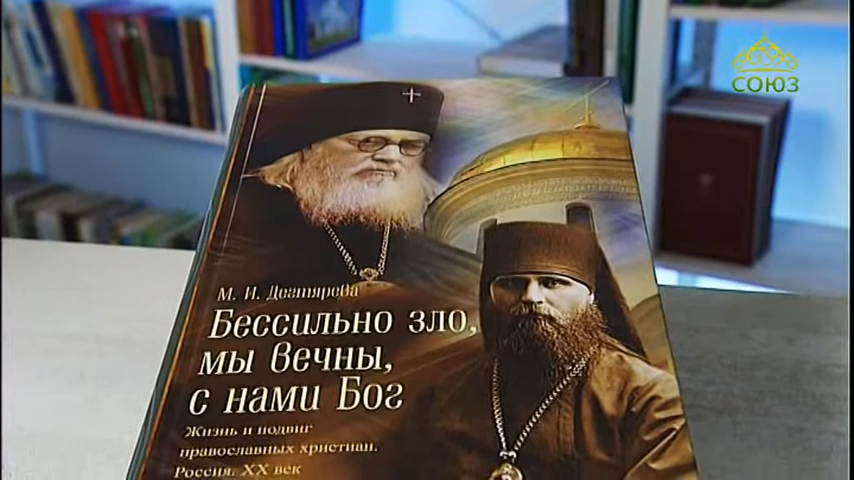 СОЮЗ
М. И. Дегтярева
Бессильно зло,
мы вечны,
с нами Бог
Жизнь и подвиг
православных христиан.
Россия. XX век